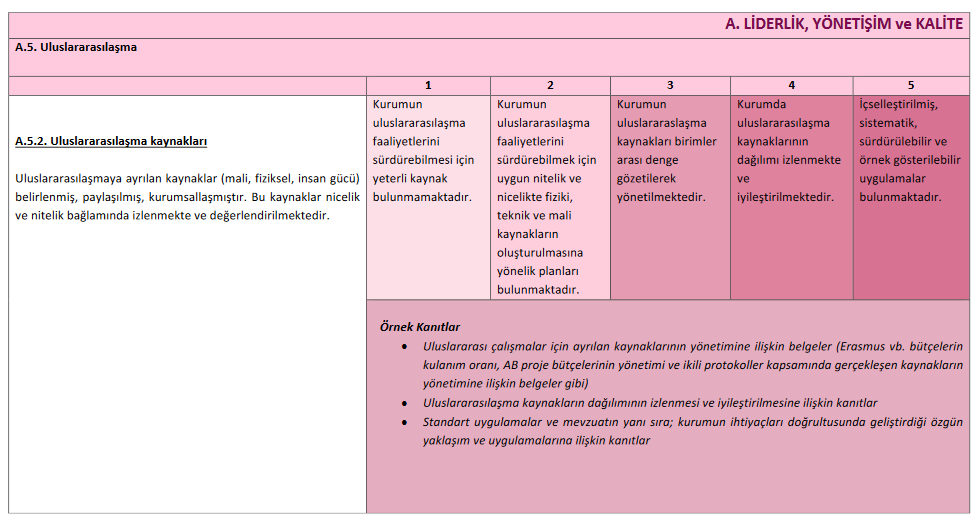 A. LİDERLİK, YÖNETİŞİM ve KALİTE
A.5. Uluslararasılaşma
1 2 3 4 5
A.5.2. Uluslararasılaşma kaynakları
Uluslararasılaşmaya ayrılan kaynaklar (mali, fiziksel, insan gücü)
belirlenmiş, paylaşılmış, kurumsallaşmıştır. Bu kaynaklar nicelik
ve nitelik bağlamında izlenmekte ve değerlendirilmektedir.
Kurumun
uluslararasılaşma
faaliyetlerini
sürdürebilmesi için
yeterli kaynak
bulunmamaktadır.
Kurumun
uluslararasılaşma
faaliyetlerini
sürdürebilmek için
uygun nitelik ve
nicelikte fiziki,
teknik ve mali
kaynakların
oluşturulmasına
yönelik planları
bulunmaktadır.
Kurumun
uluslararaslaşma
kaynakları birimler
arası denge
gözetilerek
yönetilmektedir.
Kurumda
uluslararasılaşma
kaynaklarının
dağılımı izlenmekte
ve
iyileştirilmektedir.
İçselleştirilmiş,
sistematik,
sürdürülebilir ve
örnek gösterilebilir
uygulamalar
bulunmaktadır.
Örnek Kanıtlar
• Uluslararası çalışmalar için ayrılan kaynaklarının yönetimine ilişkin belgeler (Erasmus vb. bütçelerin
kulanım oranı, AB proje bütçelerinin yönetimi ve ikili protokoller kapsamında gerçekleşen kaynakların
yönetimine ilişkin belgeler gibi)
• Uluslararasılaşma kaynakların dağılımının izlenmesi ve iyileştirilmesine ilişkin kanıtlar
• Standart uygulamalar ve mevzuatın yanı sıra; kurumun ihtiyaçları doğrultusunda geliştirdiği özgün
yaklaşım ve uygulamalarına ilişkin kanıtlar